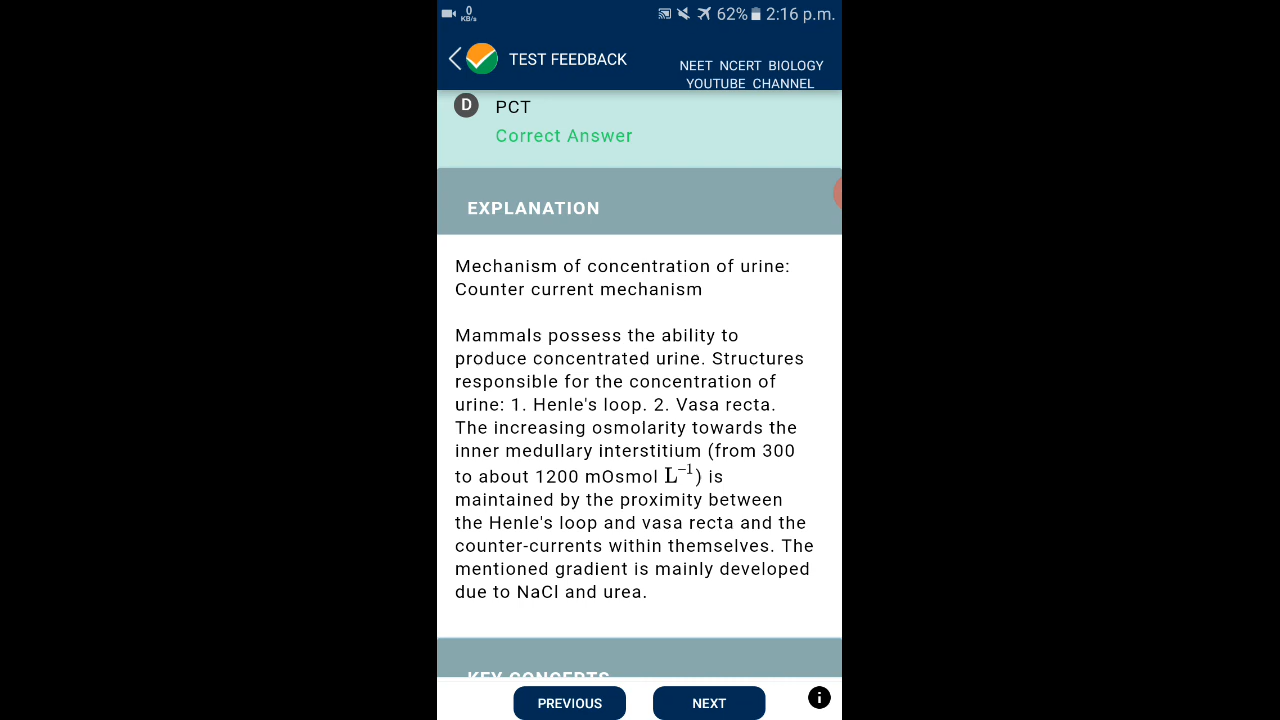 0
KB/s
62% 2:16 p.m.
TEST FEEDBACK
NEET NCERT BIOLOGY
YOUTUBE CHANNEL
D PCT
Correct Answer
EXPLANATION
Mechanism of concentration of urine:
Counter current mechanism
Mammals possess the ability to
produce concentrated urine. Structures
responsible for the concentration of
urine: 1. Henle's loop. 2. Vasa recta.
The increasing osmolarity towards the
inner medullary interstitium (from 300
to about 1200 mOsmol L⁻¹) is
maintained by the proximity between
the Henle's loop and vasa recta and the
counter-currents within themselves. The
mentioned gradient is mainly developed
due to NaCl and urea.
KEY CONCEPTS
PREVIOUS NEXT
i